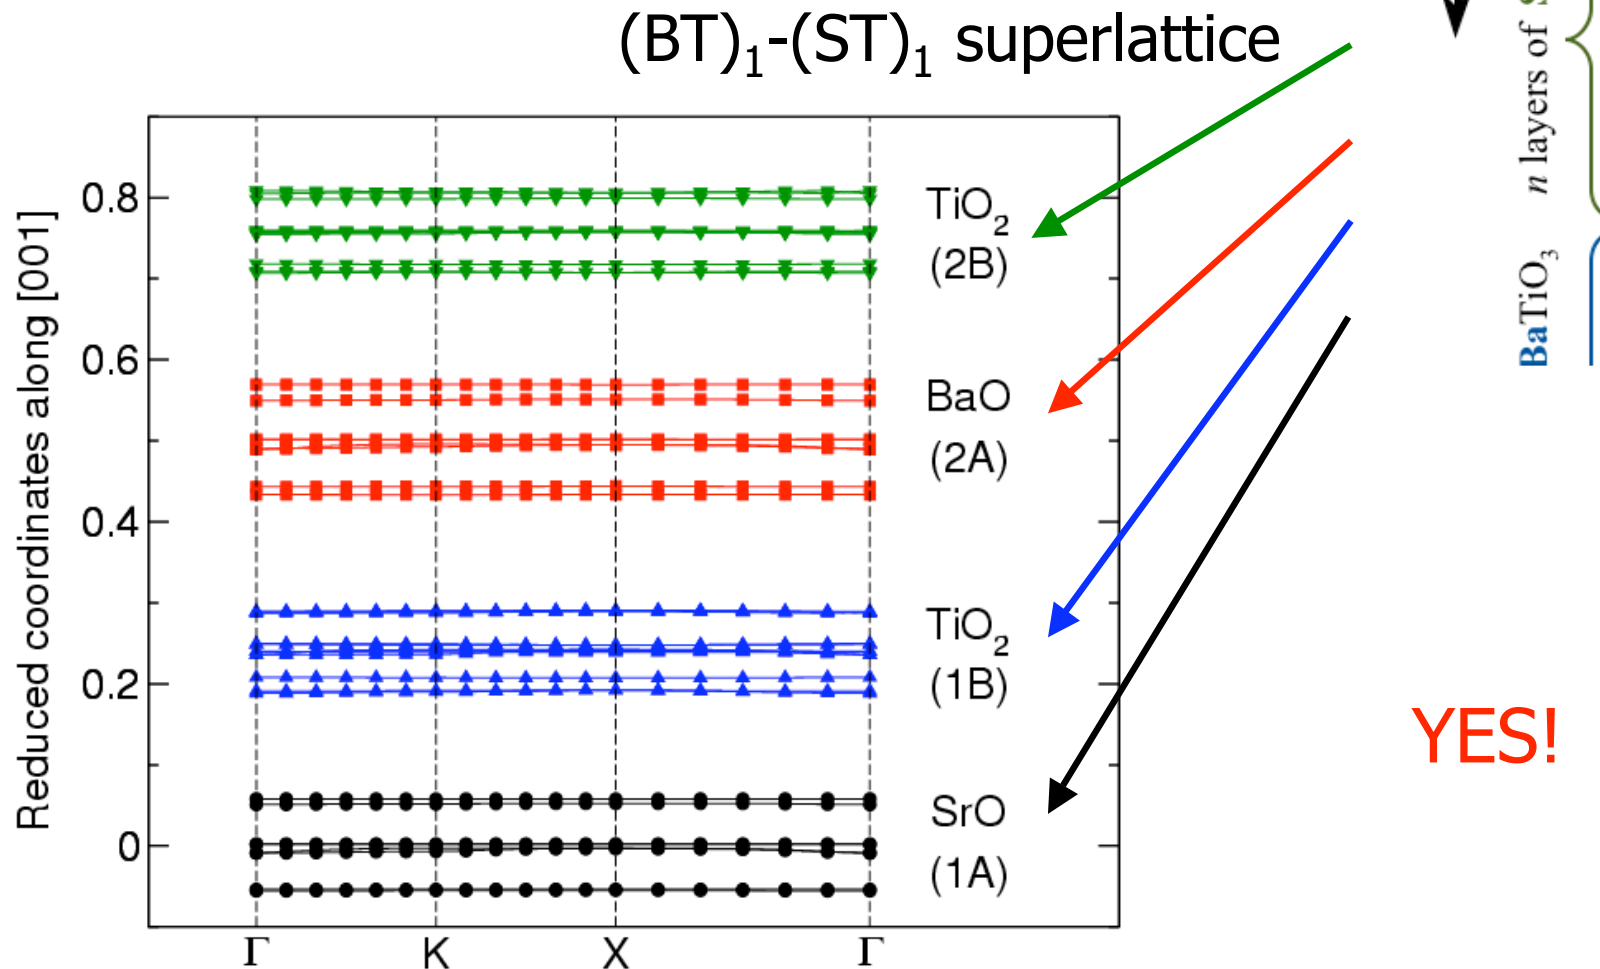 (BT)₁-(ST)₁ superlattice
n layers of
BaTiO₃
Reduced coordinates along [001]
0.8
0.6
0.4
0.2
0
TiO₂
(2B)
BaO
(2A)
TiO₂
(1B)
SrO
(1A)
YES!
Γ K X Γ